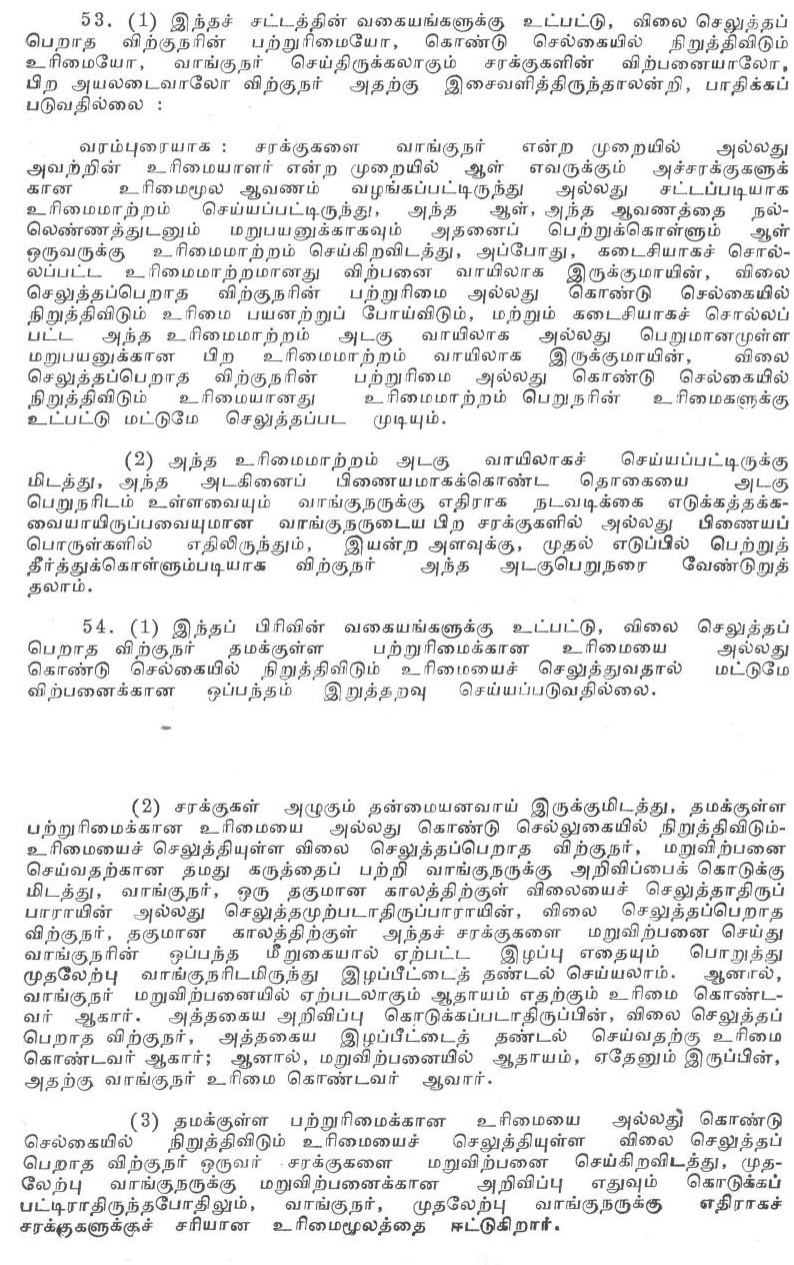 53. (1) இந்தச் சட்டத்தின் வகையங்களுக்கு உட்பட்டு, விலை செலுத்தப்
பெறாத விற்குநரின் பற்றுரிமையோ, கொண்டு செல்கையில் நிறுத்திவிடும்
உரிமையோ, வாங்குநர் செய்திருக்கலாகும் சரக்குகளின் விற்பனையாலோ,
பிற அயலடைவாலோ விற்குநர் அதற்கு இசைவளித்திருந்தாலன்றி, பாதிக்கப்
படுவதில்லை :
வரம்புரையாக : சரக்குகளை வாங்குநர் என்ற முறையில் அல்லது
அவற்றின் உரிமையாளர் என்ற முறையில் ஆள் எவருக்கும் அச்சரக்குகளுக்
கான உரிமைமூல ஆவணம் வழங்கப்பட்டிருந்து அல்லது சட்டப்படியாக
உரிமைமாற்றம் செய்யப்பட்டிருந்து, அந்த ஆள், அந்த ஆவணத்தை நல்-
லெண்ணத்துடனும் மறுபயனுக்காகவும் அதனைப் பெற்றுக்கொள்ளும் ஆள்
ஒருவருக்கு உரிமைமாற்றம் செய்கிறவிடத்து, அப்போது, கடைசியாகச் சொல்-
லப்பட்ட உரிமைமாற்றமானது விற்பனை வாயிலாக இருக்குமாயின், விலை
செலுத்தப்பெறாத விற்குநரின் பற்றுரிமை அல்லது கொண்டு செல்கையில்
நிறுத்திவிடும் உரிமை பயனற்றுப் போய்விடும், மற்றும் கடைசியாகச் சொல்லப்
பட்ட அந்த உரிமைமாற்றம் அடகு வாயிலாக அல்லது பெறுமானமுள்ள
மறுபயனுக்கான பிற உரிமைமாற்றம் வாயிலாக இருக்குமாயின், விலை
செலுத்தப்பெறாத விற்குநரின் பற்றுரிமை அல்லது கொண்டு செல்கையில்
நிறுத்திவிடும் உரிமையானது உரிமைமாற்றம் பெறுநரின் உரிமைகளுக்கு
உட்பட்டு மட்டுமே செலுத்தப்பட முடியும்.
(2) அந்த உரிமைமாற்றம் அடகு வாயிலாகச் செய்யப்பட்டிருக்கு
மிடத்து, அந்த அடகினைப் பிணையமாகக்கொண்ட தொகையை அடகு
பெறுநரிடம் உள்ளவையும் வாங்குநருக்கு எதிராக நடவடிக்கை எடுக்கத்தக்க-
வையாயிருப்பவையுமான வாங்குநருடைய பிற சரக்குகளில் அல்லது பிணையப்
பொருள்களில் எதிலிருந்தும், இயன்ற அளவுக்கு, முதல் எடுப்பில் பெற்றுத்
தீர்த்துக்கொள்ளும்படியாக விற்குநர் அந்த அடகுபெறுநரை வேண்டுறுத்
தலாம்.
54. (1) இந்தப் பிரிவின் வகையங்களுக்கு உட்பட்டு, விலை செலுத்தப்
பெறாத விற்குநர் தமக்குள்ள பற்றுரிமைக்கான உரிமையை அல்லது
கொண்டு செல்கையில் நிறுத்திவிடும் உரிமையைச் செலுத்துவதால் மட்டுமே
விற்பனைக்கான ஒப்பந்தம் இறுத்தறவு செய்யப்படுவதில்லை.
(2) சரக்குகள் அழுகும் தன்மையனவாய் இருக்குமிடத்து, தமக்குள்ள
பற்றுரிமைக்கான உரிமையை அல்லது கொண்டு செல்லுகையில் நிறுத்திவிடும்-
உரிமையைச் செலுத்தியுள்ள விலை செலுத்தப்பெறாத விற்குநர், மறுவிற்பனை
செய்வதற்கான தமது கருத்தைப் பற்றி வாங்குநருக்கு அறிவிப்பைக் கொடுக்கு
மிடத்து, வாங்குநர், ஒரு தகுமான காலத்திற்குள் விலையைச் செலுத்தாதிருப்
பாராயின் அல்லது செலுத்தமுற்படாதிருப்பாராயின், விலை செலுத்தப்பெறாத
விற்குநர், தகுமான காலத்திற்குள் அந்தச் சரக்குகளை மறுவிற்பனை செய்து
வாங்குநரின் ஒப்பந்த மீறுகையால் ஏற்பட்ட இழப்பு எதையும் பொறுத்து
முதலேற்பு வாங்குநரிடமிருந்து இழப்பீட்டைத் தண்டல் செய்யலாம். ஆனால்,
வாங்குநர் மறுவிற்பனையில் ஏற்படலாகும் ஆதாயம் எதற்கும் உரிமை கொண்ட-
வர் ஆகார். அத்தகைய அறிவிப்பு கொடுக்கப்படாதிருப்பின், விலை செலுத்தப்
பெறாத விற்குநர், அத்தகைய இழப்பீட்டைத் தண்டல் செய்வதற்கு உரிமை
கொண்டவர் ஆகார்; ஆனால், மறுவிற்பனையில் ஆதாயம், ஏதேனும் இருப்பின்,
அதற்கு வாங்குநர் உரிமை கொண்டவர் ஆவார்.
(3) தமக்குள்ள பற்றுரிமைக்கான உரிமையை அல்லது கொண்டு
செல்கையில் நிறுத்திவிடும் உரிமையைச் செலுத்தியுள்ள விலை செலுத்தப்
பெறாத விற்குநர் ஒருவர் சரக்குகளை மறுவிற்பனை செய்கிறவிடத்து, முத-
லேற்பு வாங்குநருக்கு மறுவிற்பனைக்கான அறிவிப்பு எதுவும் கொடுக்கப்
பட்டிராதிருந்தபோதிலும், வாங்குநர், முதலேற்பு வாங்குநருக்கு எதிராகச்
சரக்குகளுக்குச் சரியான உரிமைமூலத்தை ஈட்டுகிறார்.